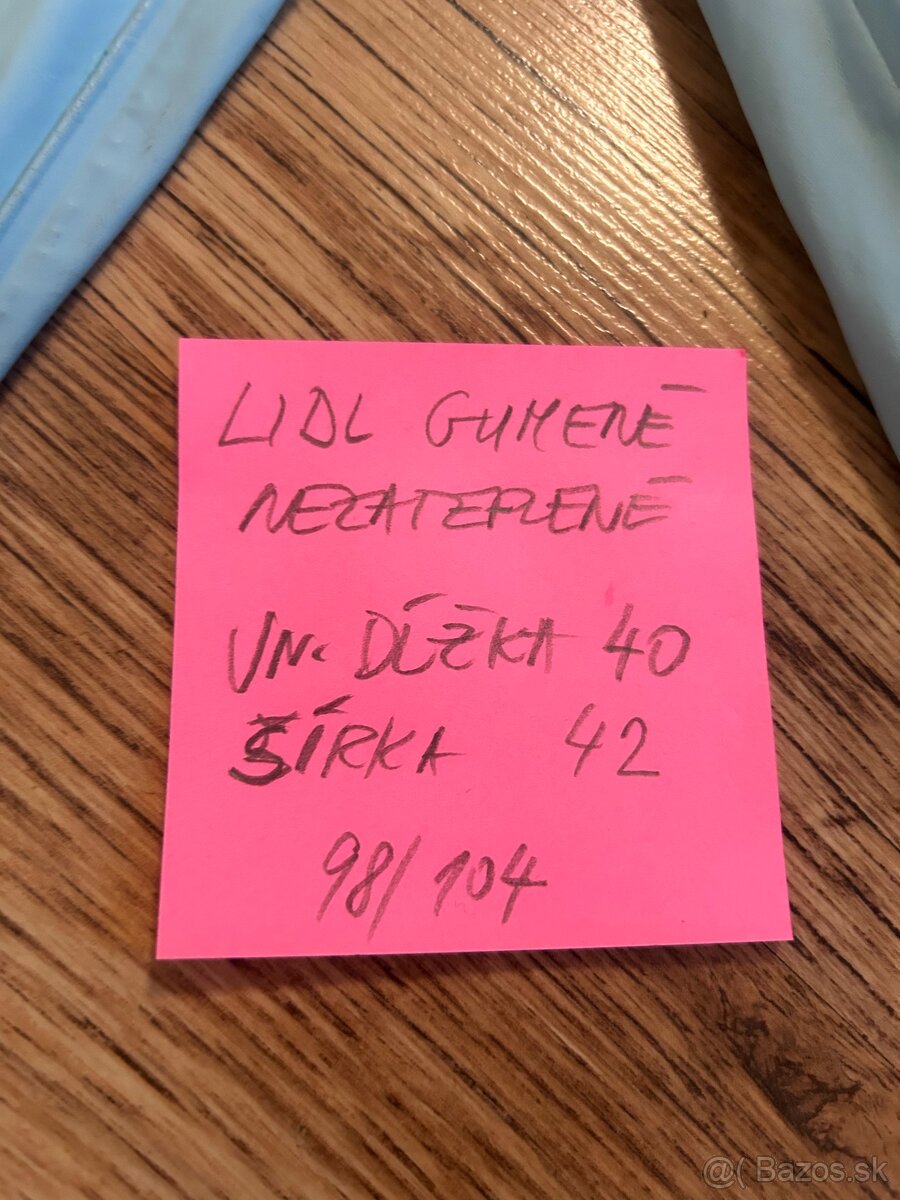 LIDL GUMENÉ
NEZATEPLENÉ
VN. DĹŽKA 40
ŠÍRKA 42
98/104
@( Bazos.sk